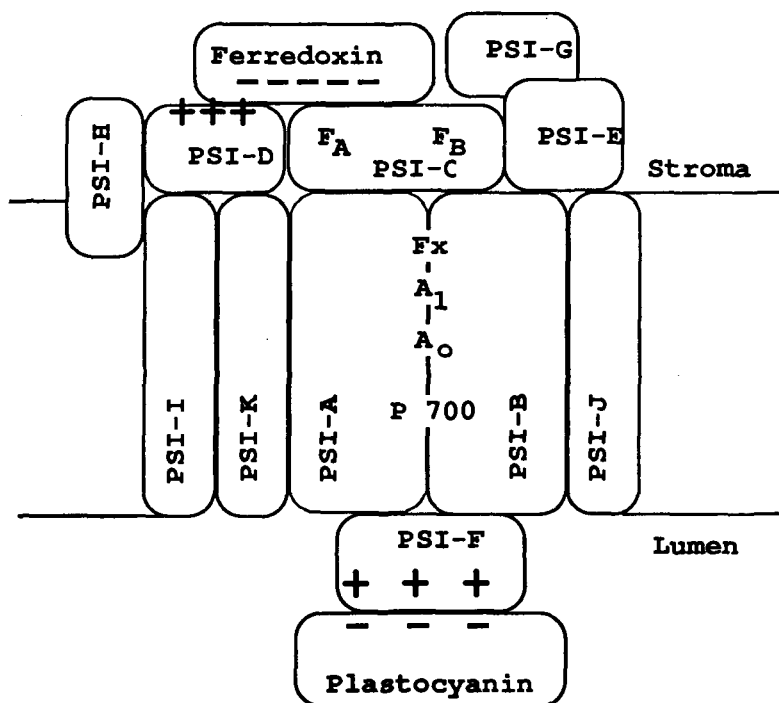 Ferredoxin
− − − − −
PSI-G
+ + +
PSI-H
PSI-D
FA
FB
PSI-C
PSI-E
Stroma
Fx
A1
Ao
P 700
PSI-I
PSI-K
PSI-A
PSI-B
PSI-J
PSI-F
Lumen
+ + +
− − −
Plastocyanin